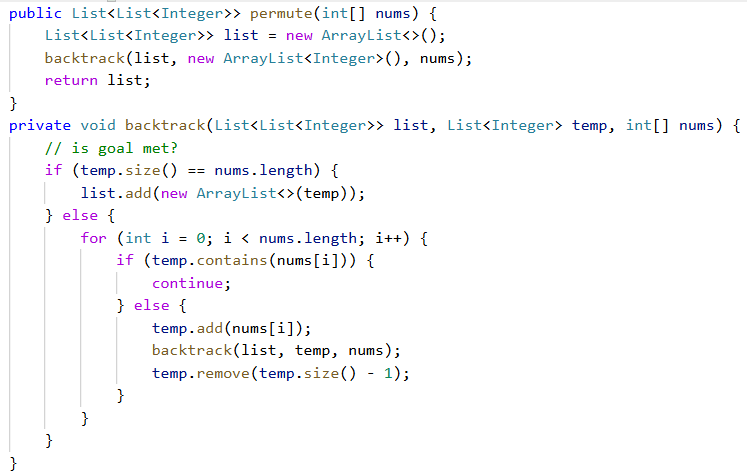 public List<List<Integer>> permute(int[] nums) {
    List<List<Integer>> list = new ArrayList<>();
    backtrack(list, new ArrayList<Integer>(), nums);
    return list;
}
private void backtrack(List<List<Integer>> list, List<Integer> temp, int[] nums) {
    // is goal met?
    if (temp.size() == nums.length) {
        list.add(new ArrayList<>(temp));
    } else {
        for (int i = 0; i < nums.length; i++) {
            if (temp.contains(nums[i])) {
                continue;
            } else {
                temp.add(nums[i]);
                backtrack(list, temp, nums);
                temp.remove(temp.size() - 1);
            }
        }
    }
}